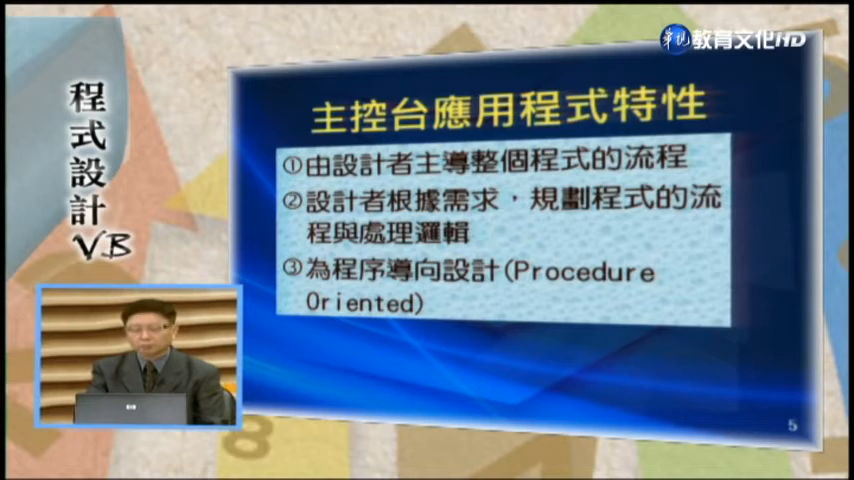 華視 教育文化HD
程式設計
VB
主控台應用程式特性
①由設計者主導整個程式的流程
②設計者根據需求，規劃程式的流
程與處理邏輯
③為程序導向設計(Procedure
Oriented)
hp
5
8